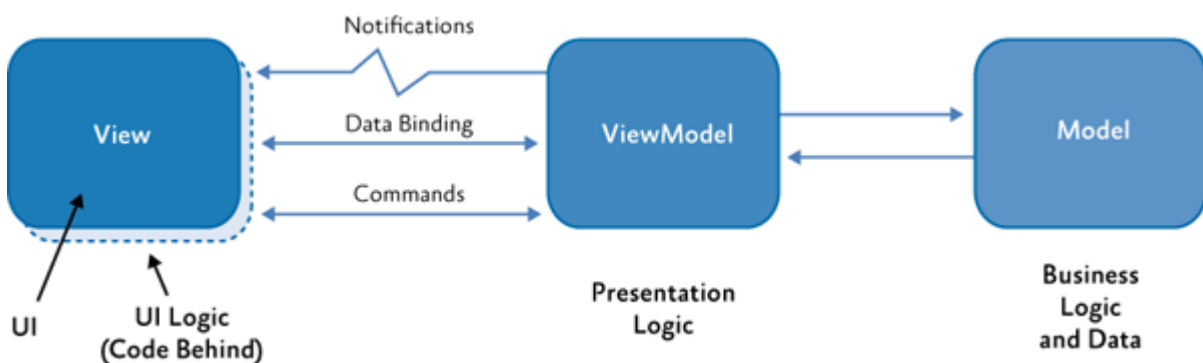 Notifications
View
Data Binding
ViewModel
Model
Commands
UI
UI Logic
(Code Behind)
Presentation
Logic
Business
Logic
and Data